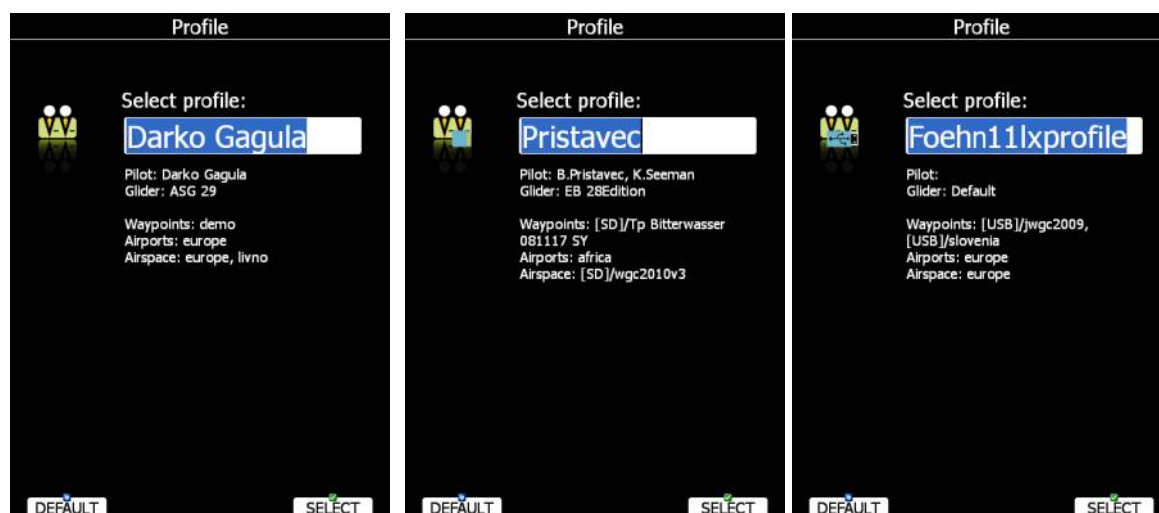 Profile
Select profile:
Darko Gagula
Pilot: Darko Gagula
Glider: ASG 29
Waypoints: demo
Airports: europe
Airspace: europe, livno
DEFAULT
SELECT
Profile
Select profile:
Pristavec
Pilot: B.Pristavec, K.Seeman
Glider: EB 28Edition
Waypoints: [SD]/Tp Bitterwasser
081117 SY
Airports: africa
Airspace: [SD]/wgc2010v3
DEFAULT
SELECT
Profile
Select profile:
Foehn11lxprofile
Pilot:
Glider: Default
Waypoints: [USB]/jwgc2009,
[USB]/slovenia
Airports: europe
Airspace: europe
DEFAULT
SELECT